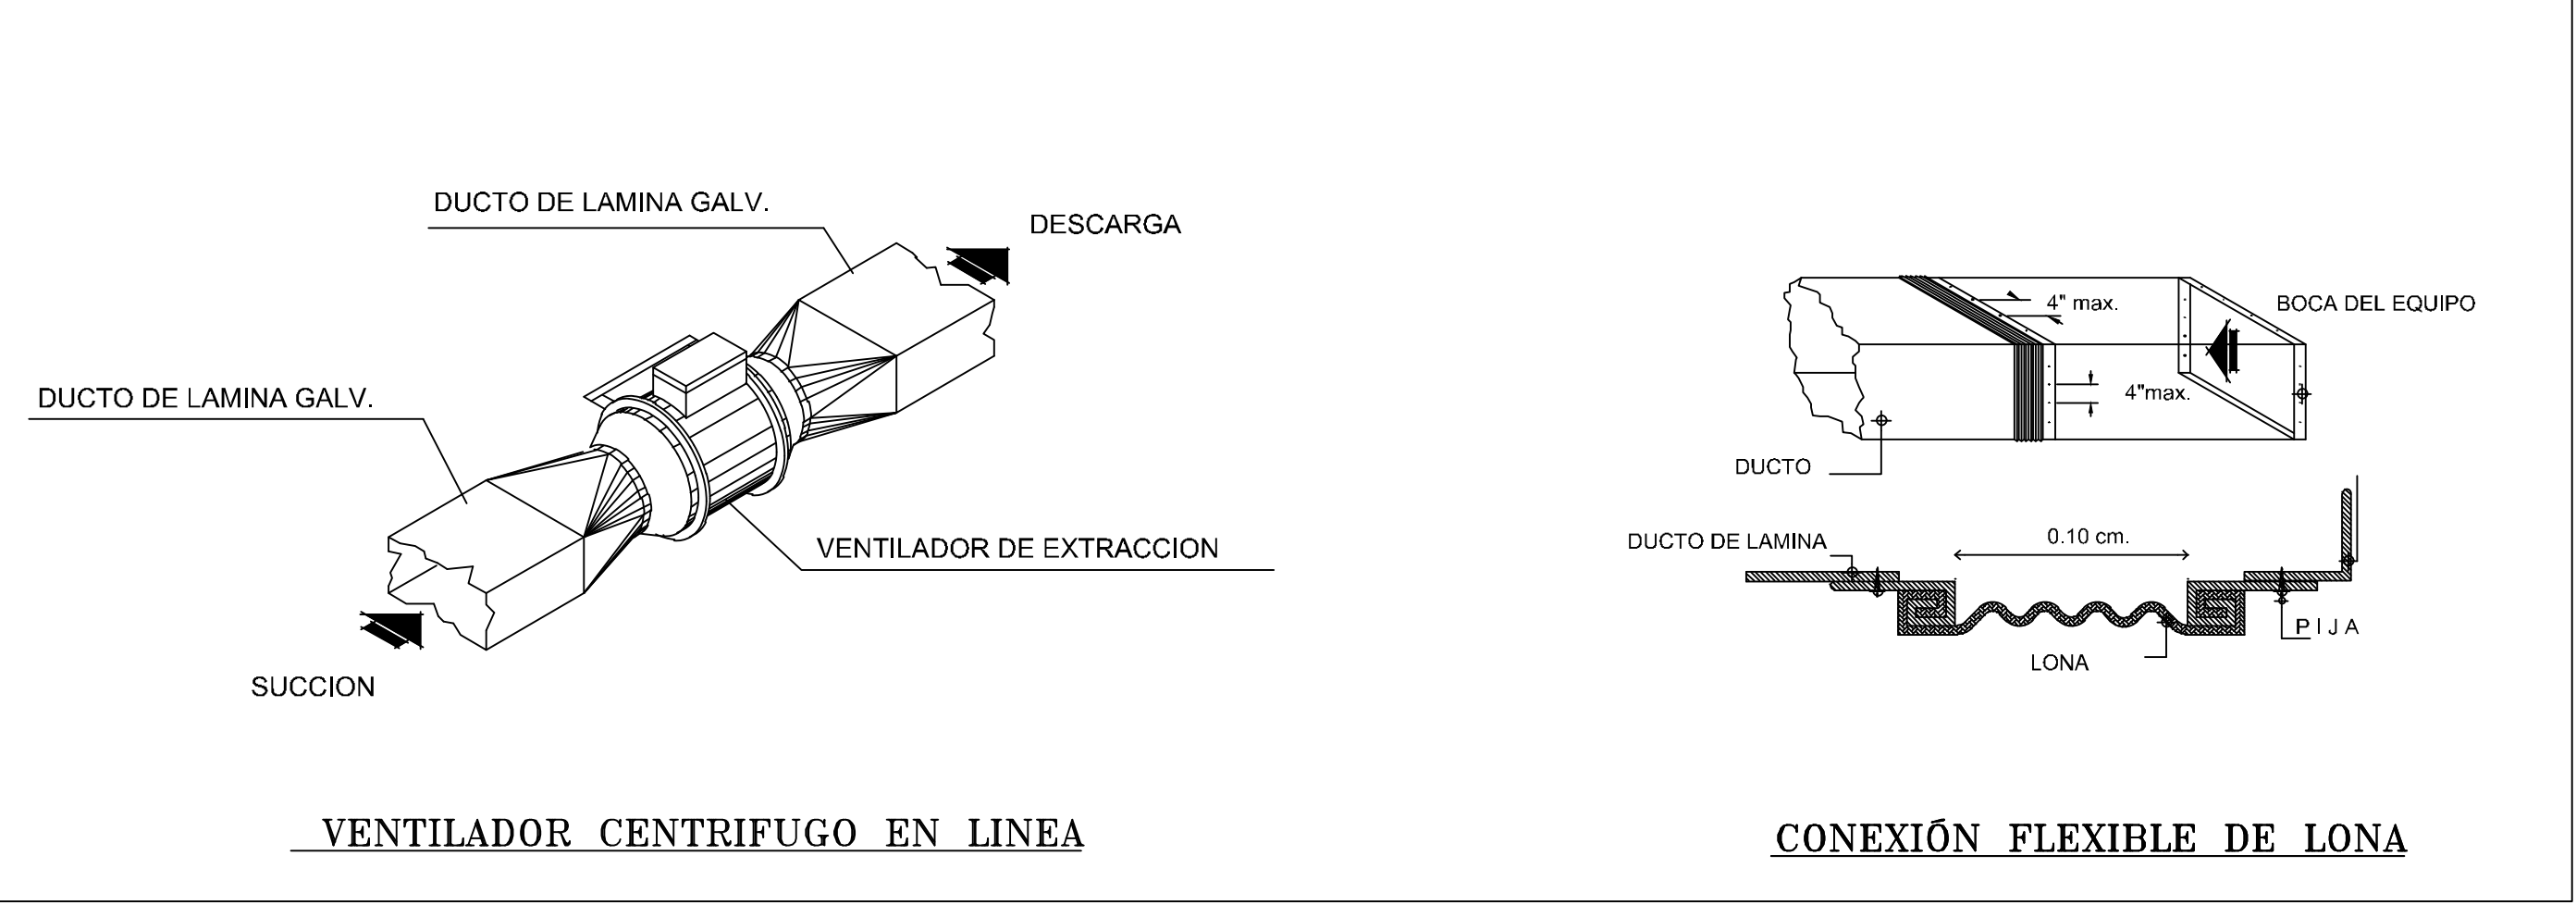 DUCTO DE LAMINA GALV.
DESCARGA
DUCTO DE LAMINA GALV.
VENTILADOR DE EXTRACCION
SUCCION
VENTILADOR CENTRIFUGO EN LINEA
4" max.
BOCA DEL EQUIPO
4"max.
DUCTO
DUCTO DE LAMINA
0.10 cm.
PIJA
LONA
CONEXIÓN FLEXIBLE DE LONA